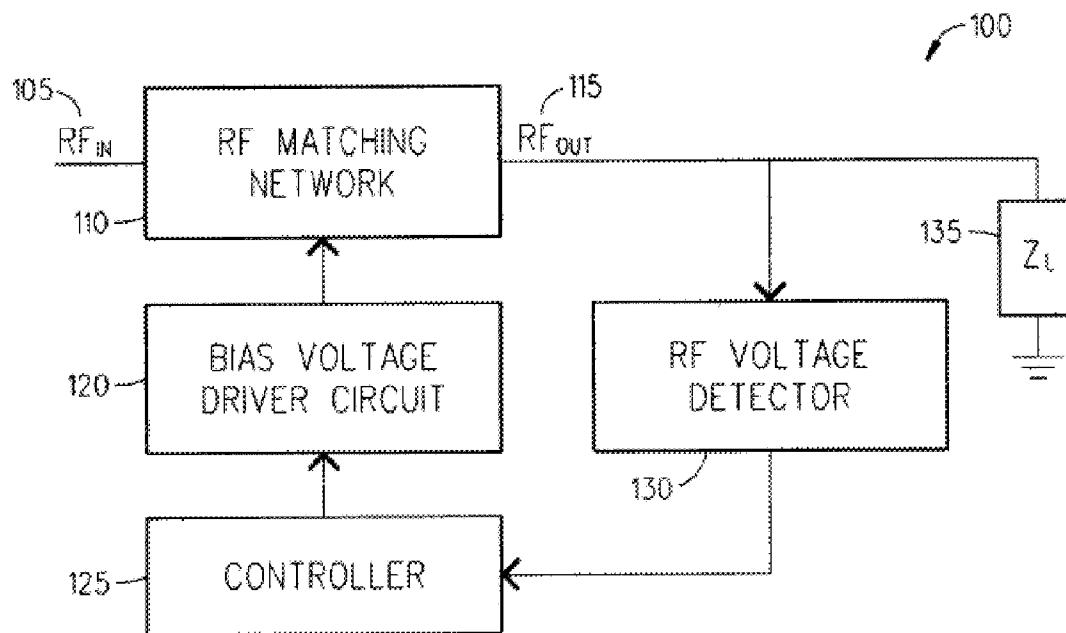 100
105
115
RF_IN
RF MATCHING
NETWORK
RF_OUT
110
135
Z_L
BIAS VOLTAGE
DRIVER CIRCUIT
120
RF VOLTAGE
DETECTOR
130
CONTROLLER
125